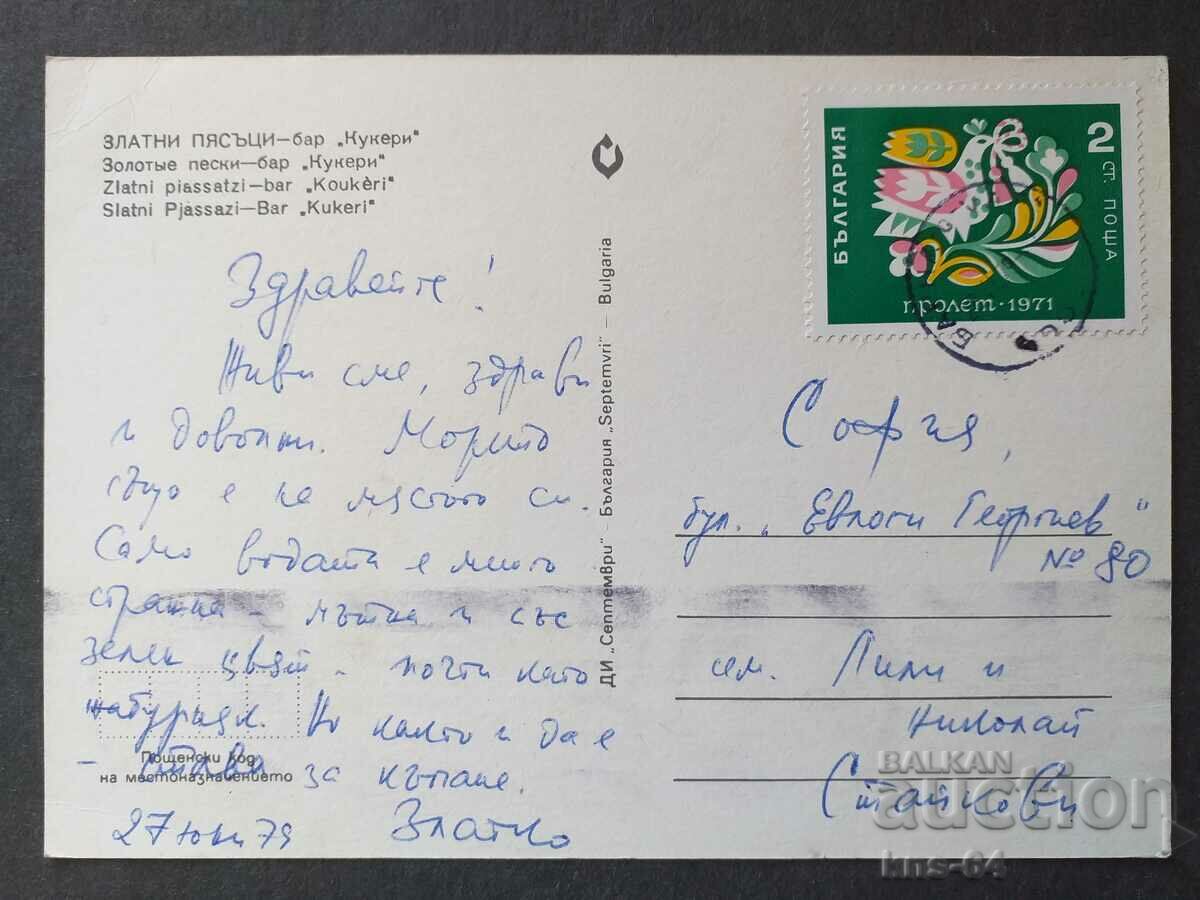 ЗЛАТНИ ПЯСЪЦИ—бар „Кукери“
Золотые пески—бар „Кукери“
Zlatni piassatzi—bar „Koukèri“
Slatni Pjassazi—Bar „Kukeri“
Здравейте!
Живи сме, здрави
и доволни. Морето
също е на мястото си.
Само водата е много
странна – мътна и със
зелен цвят – почти като
Но както и да е
– става за къпане.
27 юни 79 Златко
Пощенски код
на местоназначението
ДИ „Септември“ – България „Septemvri“ – Bulgaria
БЪЛГАРИЯ
2 СТ. ПОЩА
пролет·1971
София,
бул. „Евлоги Георгиев“
№ 80
сем. Лили и
Николай
Стайкови
BALKAN
auction
kns-64